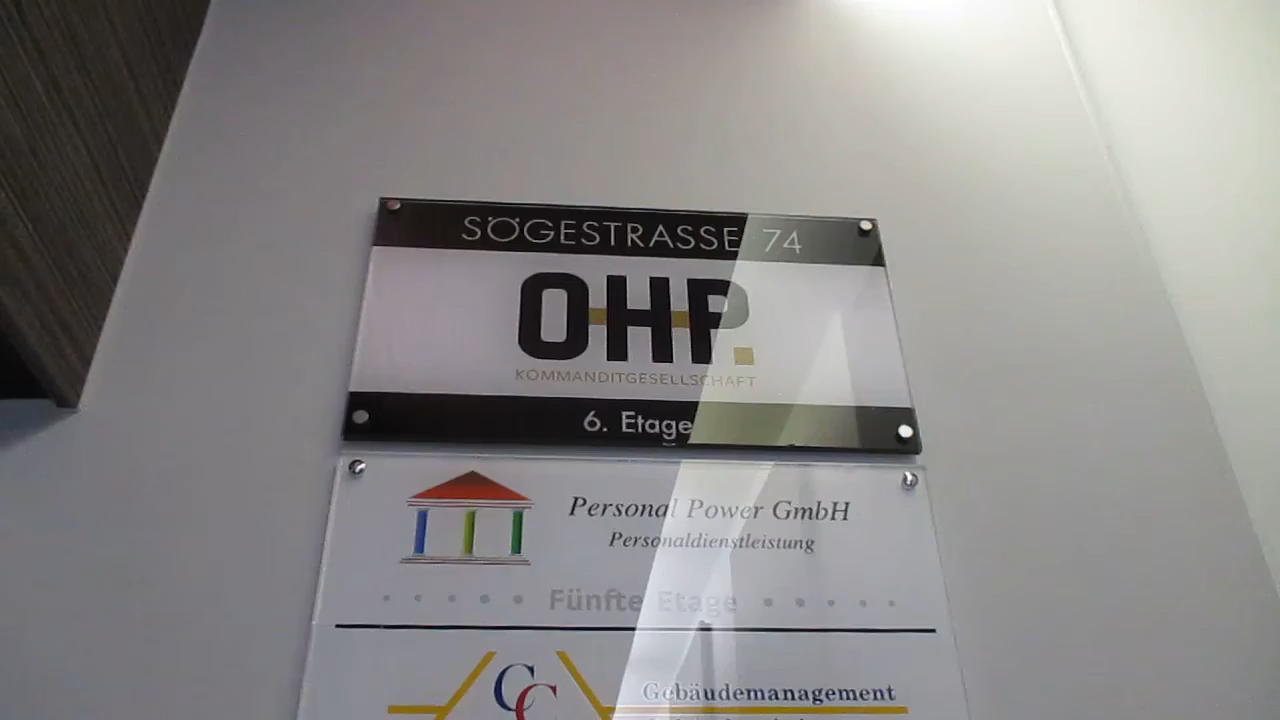 SÖGESTRASSE 74
OHP.
KOMMANDITGESELLSCHAFT
6. Etage
Personal Power GmbH
Personaldienstleistung
Fünfte Etage
CC
Gebäudemanagement